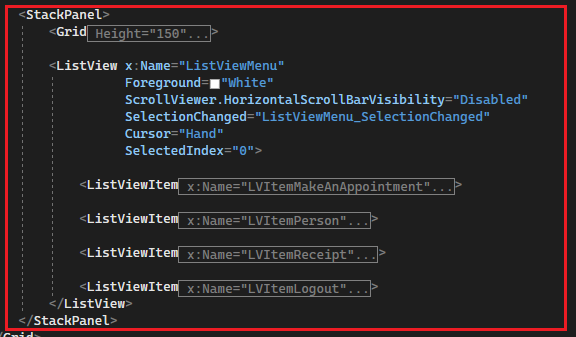 <StackPanel>
<Grid Height="150"...>
<ListView x:Name="ListViewMenu"
Foreground="White"
ScrollViewer.HorizontalScrollBarVisibility="Disabled"
SelectionChanged="ListViewMenu_SelectionChanged"
Cursor="Hand"
SelectedIndex="0">
<ListViewItem x:Name="LVItemMakeAnAppointment"...>
<ListViewItem x:Name="LVItemPerson"...>
<ListViewItem x:Name="LVItemReceipt"...>
<ListViewItem x:Name="LVItemLogout"...>
</ListView>
</StackPanel>
</Grid>